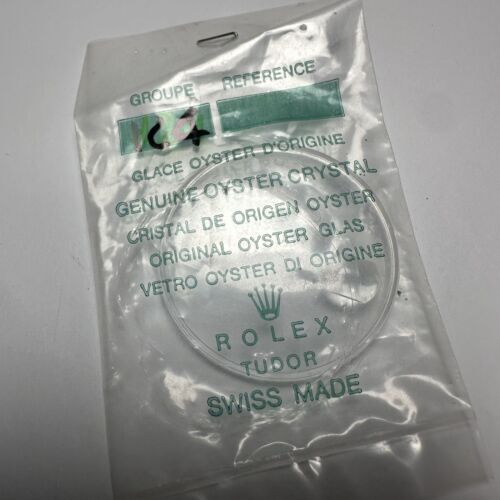 GROUPE REFERENCE
GLACE OYSTER D'ORIGINE
GENUINE OYSTER CRYSTAL
CRISTAL DE ORIGEN OYSTER
ORIGINAL OYSTER GLAS
VETRO OYSTER DI ORIGINE
ROLEX
TUDOR
SWISS MADE